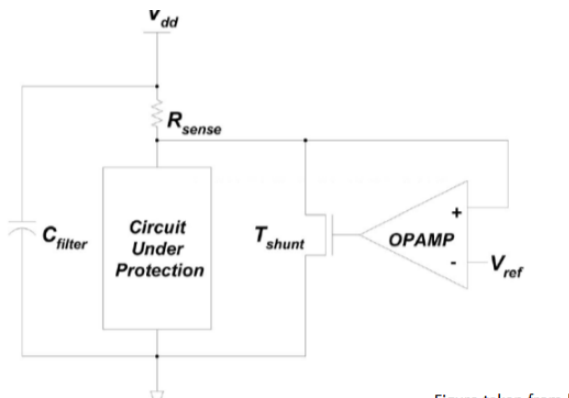 Vdd
Rsense
Cfilter
Circuit
Under
Protection
Tshunt
OPAMP
+
-
Vref